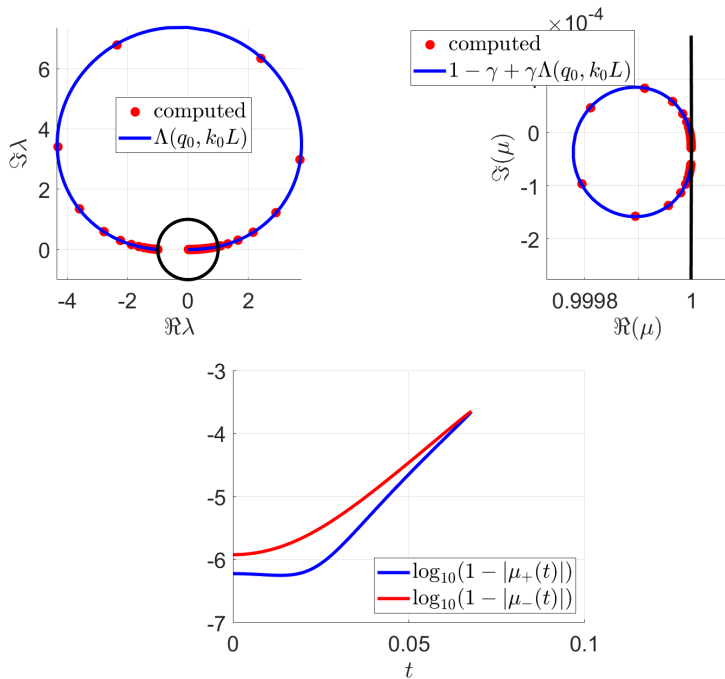 6
4
2
0
ℑλ
computed
Λ(q₀, k₀L)
-4
-2
0
2
ℜλ
×10⁻⁴
computed
1 − γ + γΛ(q₀, k₀L)
0
-1
-2
ℑ(μ)
0.9998
1
ℜ(μ)
-3
-4
-5
-6
-7
log₁₀(1 − |μ₊(t)|)
log₁₀(1 − |μ₋(t)|)
0
0.05
0.1
t